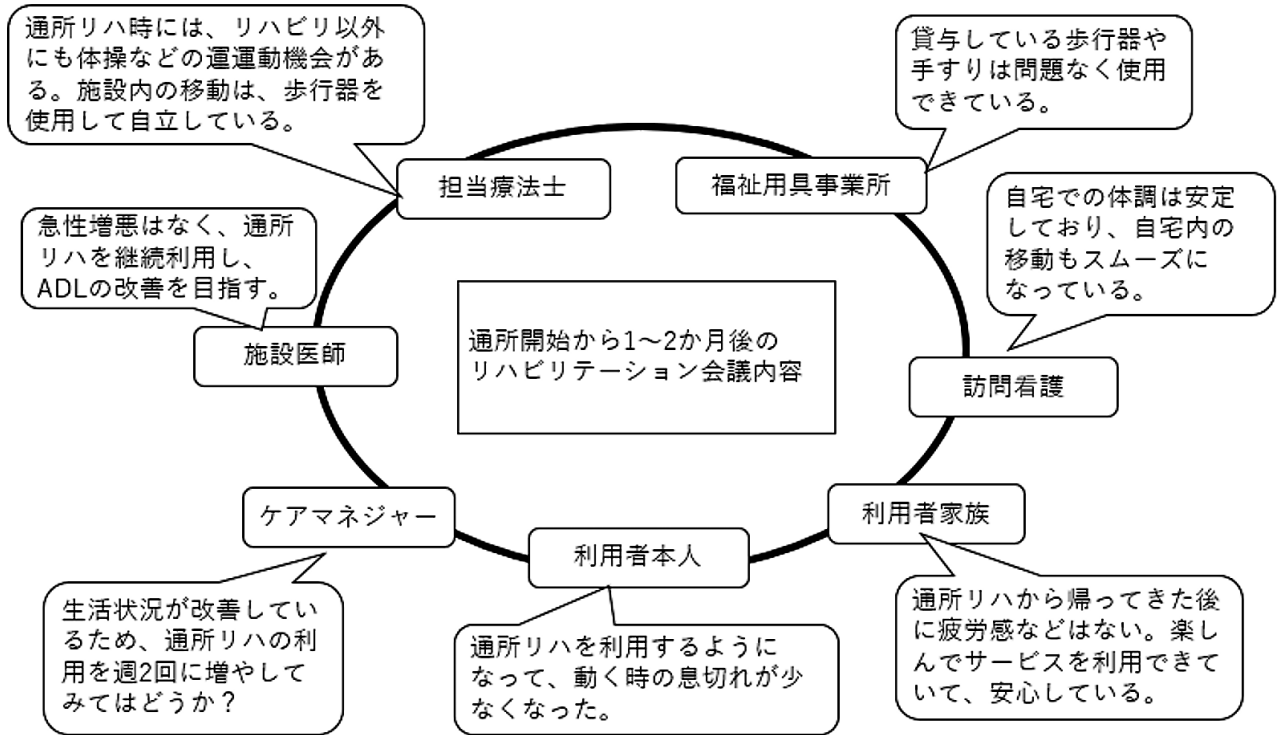 通所リハ時には、リハビリ以外
にも体操などの運運動機会があ
る。施設内の移動は、歩行器を
使用して自立している。
貸与している歩行器や
手すりは問題なく使用
できている。
担当療法士
福祉用具事業所
急性増悪はなく、通所
リハを継続利用し、
ADLの改善を目指す。
自宅での体調は安定
しており、自宅内の
移動もスムーズに
なっている。
施設医師
通所開始から1～2か月後の
リハビリテーション会議内容
訪問看護
ケアマネジャー
利用者本人
利用者家族
生活状況が改善してい
るため、通所リハの利
用を週2回に増やして
みてはどうか？
通所リハを利用するように
なって、動く時の息切れが少
なくなった。
通所リハから帰ってきた後
に疲労感などはない。楽し
んでサービスを利用できて
いて、安心している。